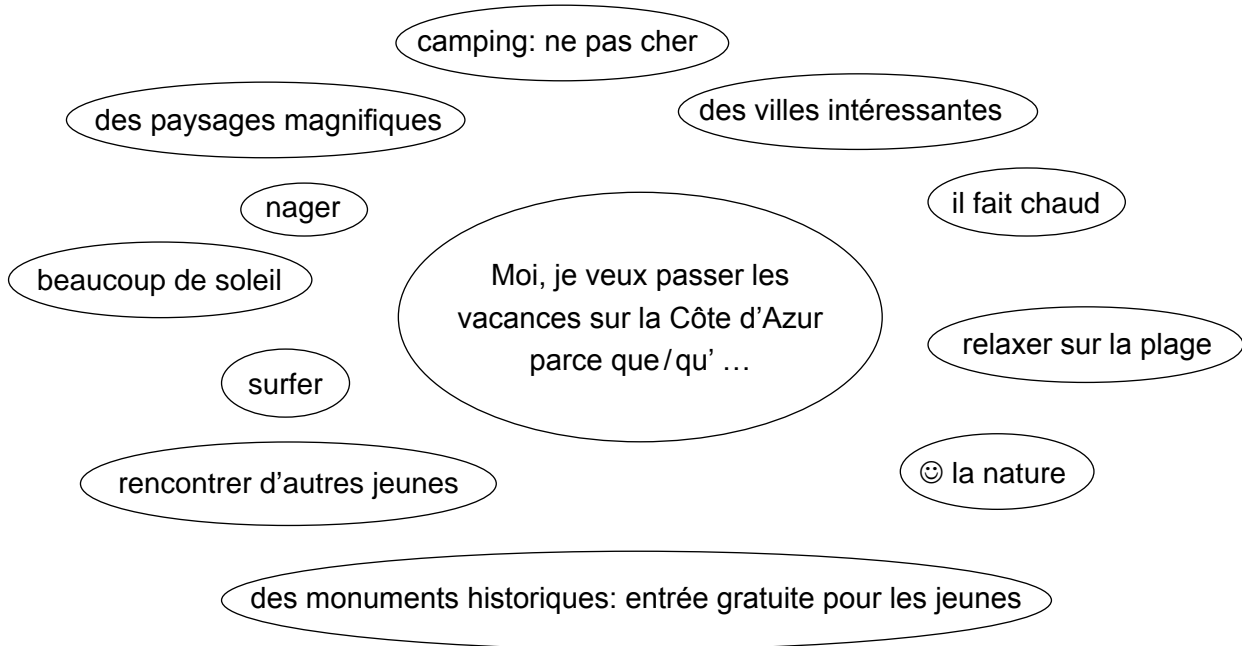 camping: ne pas cher
des paysages magnifiques
des villes intéressantes
nager
il fait chaud
beaucoup de soleil
Moi, je veux passer les
vacances sur la Côte d’Azur
parce que/qu’ …
relaxer sur la plage
surfer
rencontrer d’autres jeunes
☺ la nature
des monuments historiques: entrée gratuite pour les jeunes